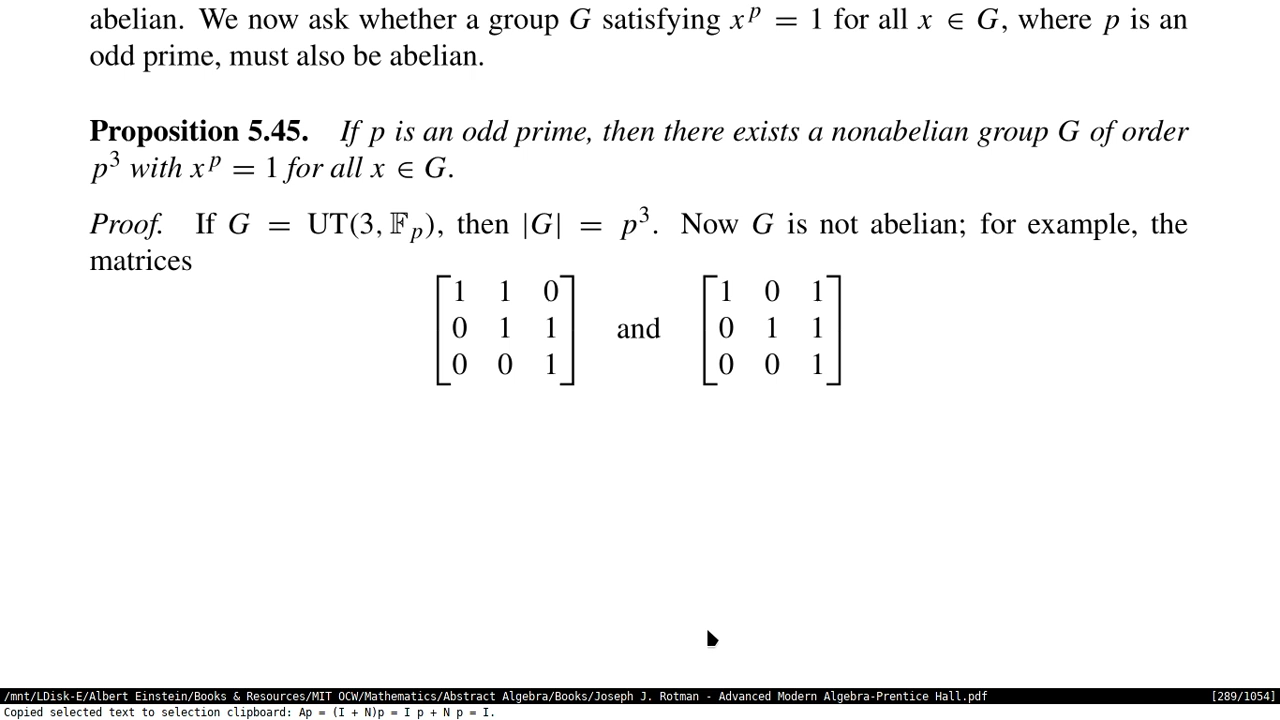 abelian. We now ask whether a group G satisfying xᵖ = 1 for all x ∈ G, where p is an
odd prime, must also be abelian.
Proposition 5.45. If p is an odd prime, then there exists a nonabelian group G of order
p³ with xᵖ = 1 for all x ∈ G.
Proof. If G = UT(3, 𝔽ₚ), then |G| = p³. Now G is not abelian; for example, the
matrices
1 1 0 1 0 1
0 1 1 and 0 1 1
0 0 1 0 0 1
/mnt/LDisk-E/Albert Einstein/Books & Resources/MIT OCW/Mathematics/Abstract Algebra/Books/Joseph J. Rotman - Advanced Modern Algebra-Prentice Hall.pdf [289/1054]
Copied selected text to selection clipboard: Ap = (I + N)p = I p + N p = I.